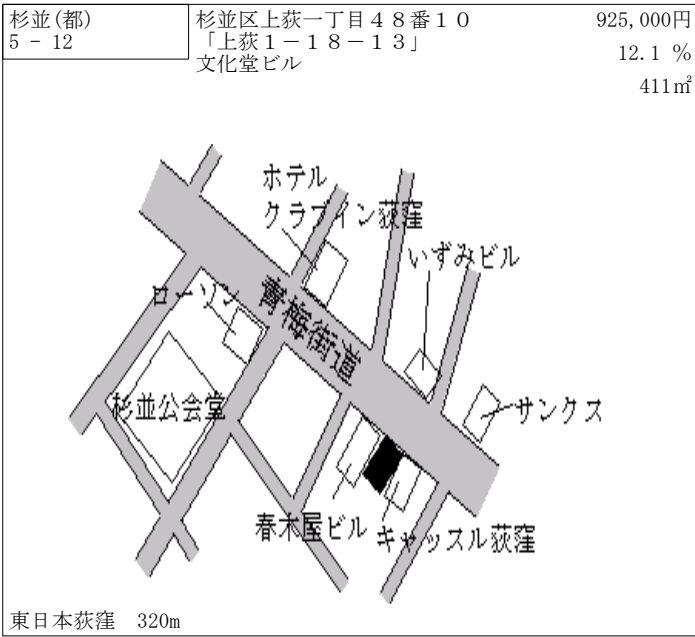 杉並(都)
5 - 12
杉並区上荻一丁目４８番１０
「上荻１－１８－１３」
文化堂ビル
925,000円
12.1 %
411㎡
ホテル
クラブイン荻窪
いずみビル
ローソン
青梅街道
杉並公会堂
サンクス
春木屋ビル
キャッスル荻窪
東日本荻窪　320m